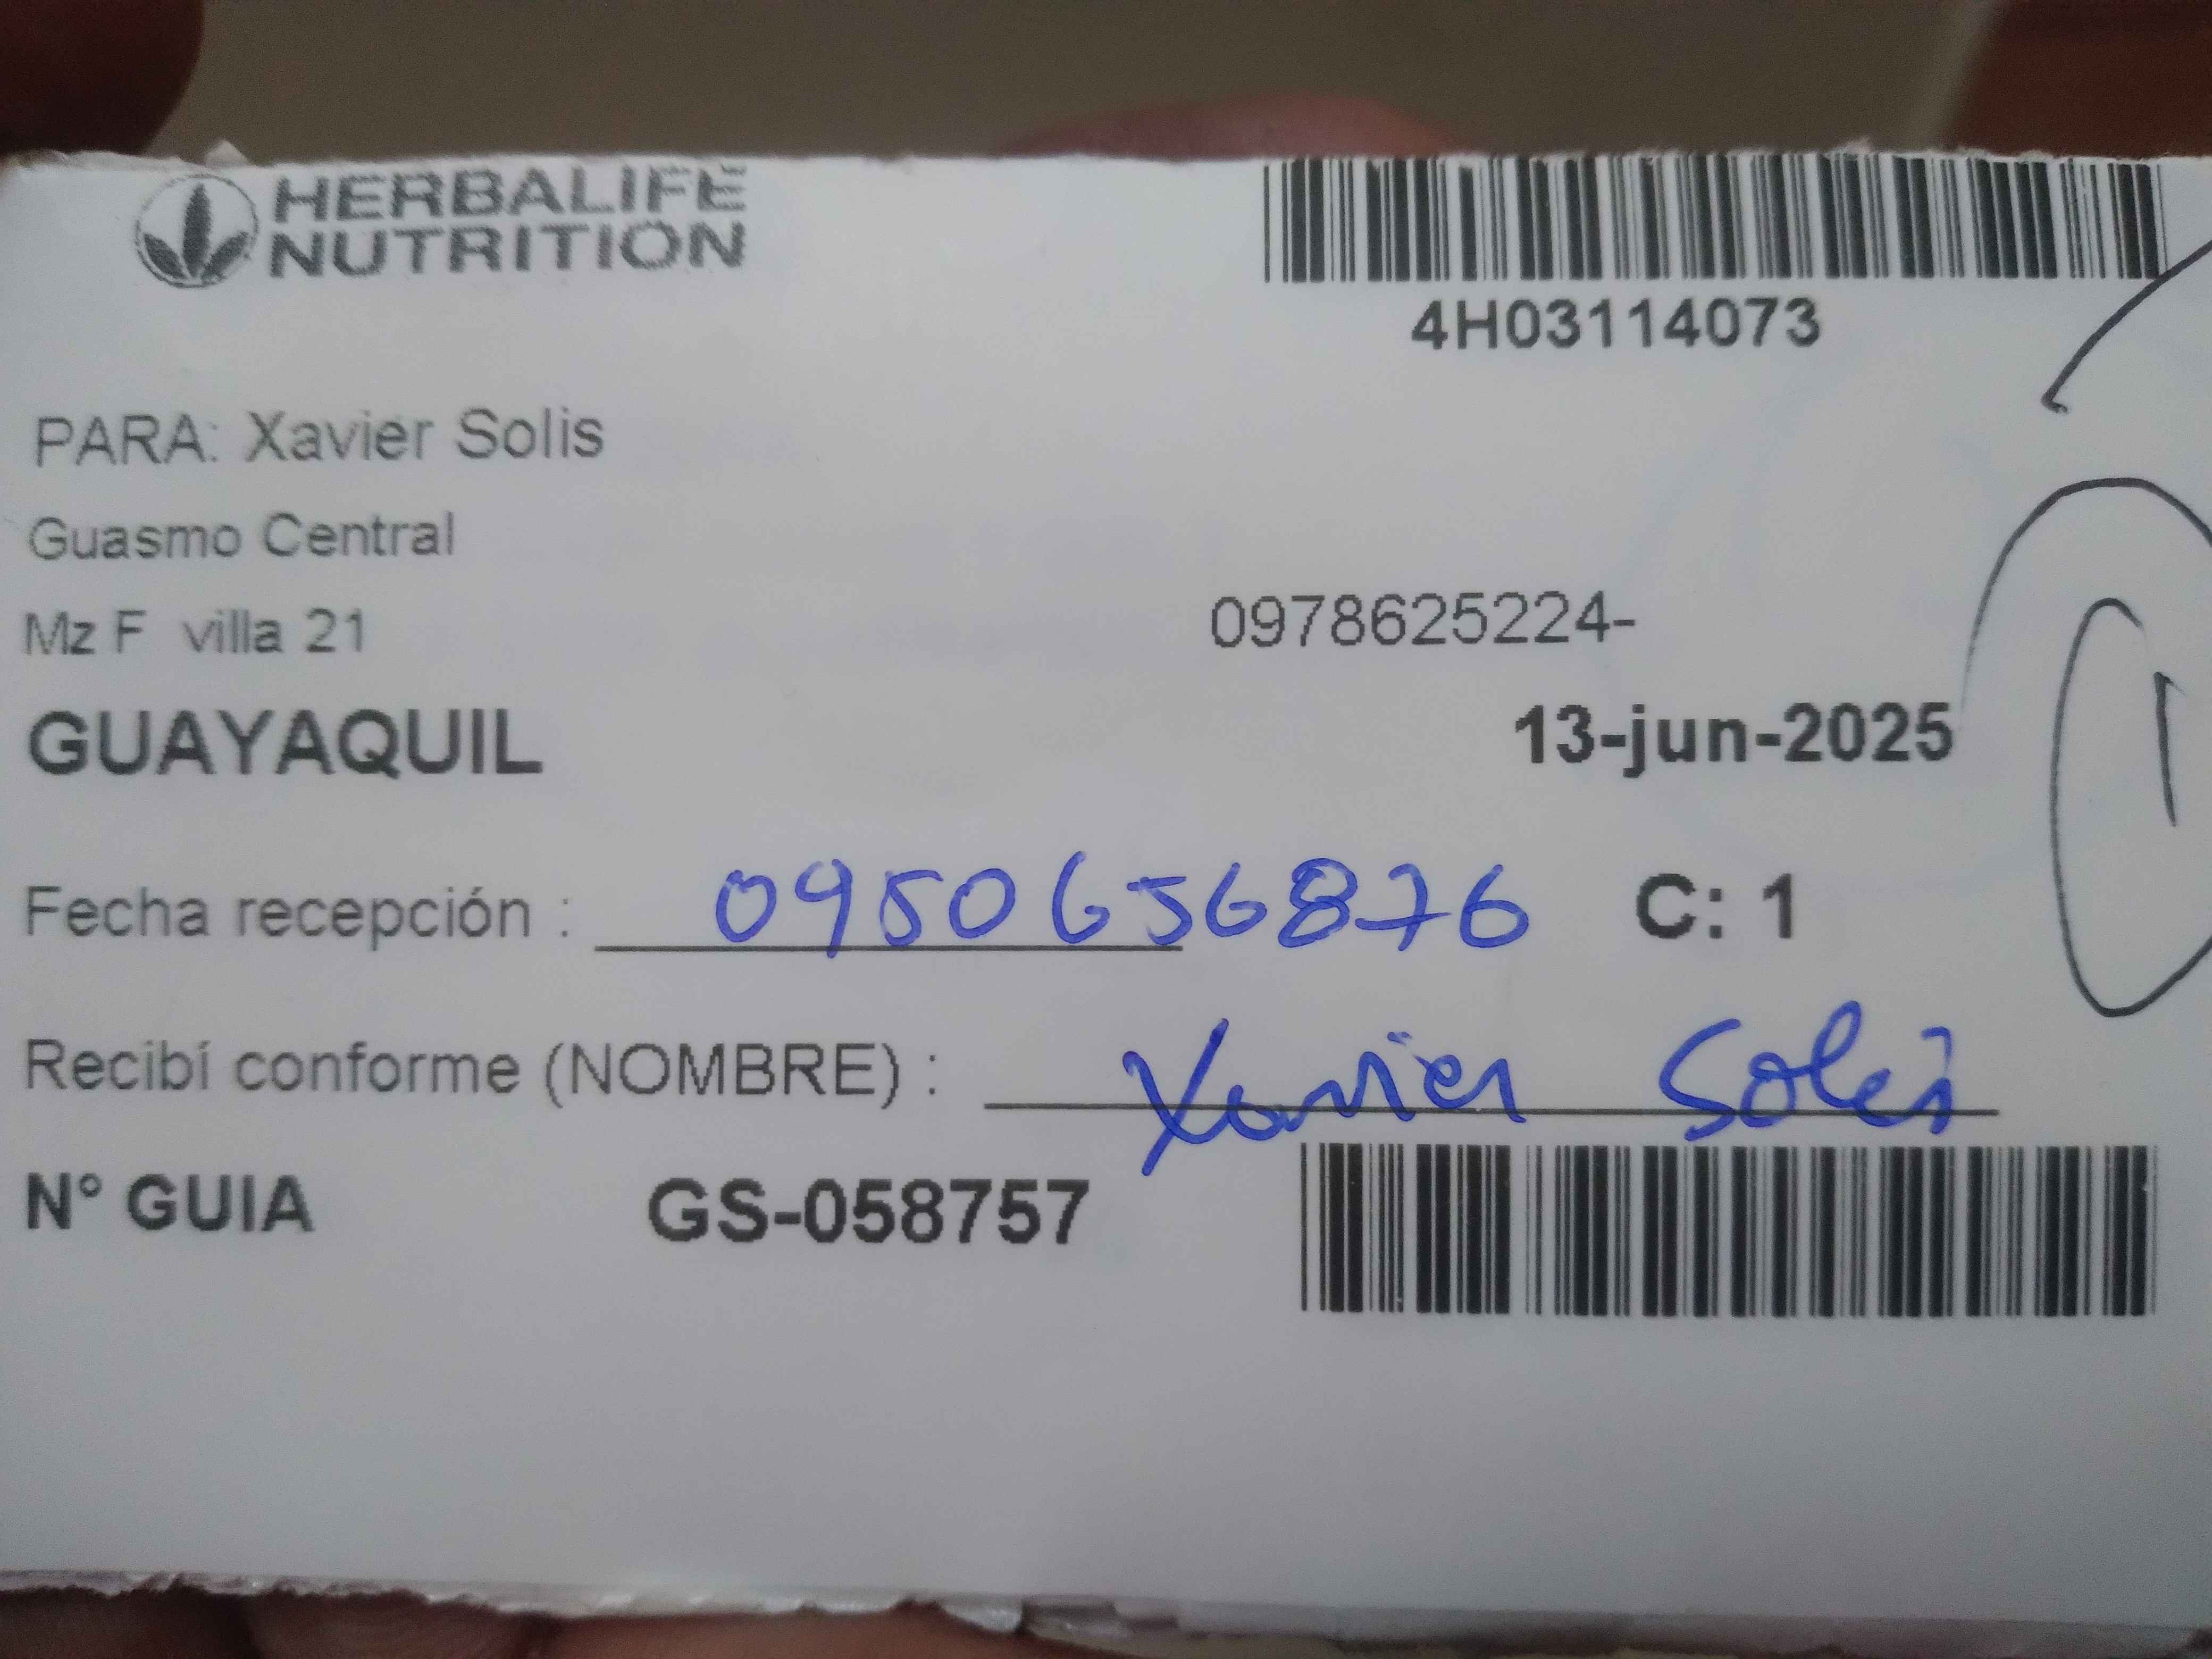 HERBALIFE
NUTRITION
4H03114073
PARA: Xavier Solis
Guasmo Central
Mz F villa 21
0978625224-
GUAYAQUIL
13-jun-2025
Fecha recepción : 0950656876 C: 1
1
Recibí conforme (NOMBRE) : Xavier Solis
N° GUIA GS-058757